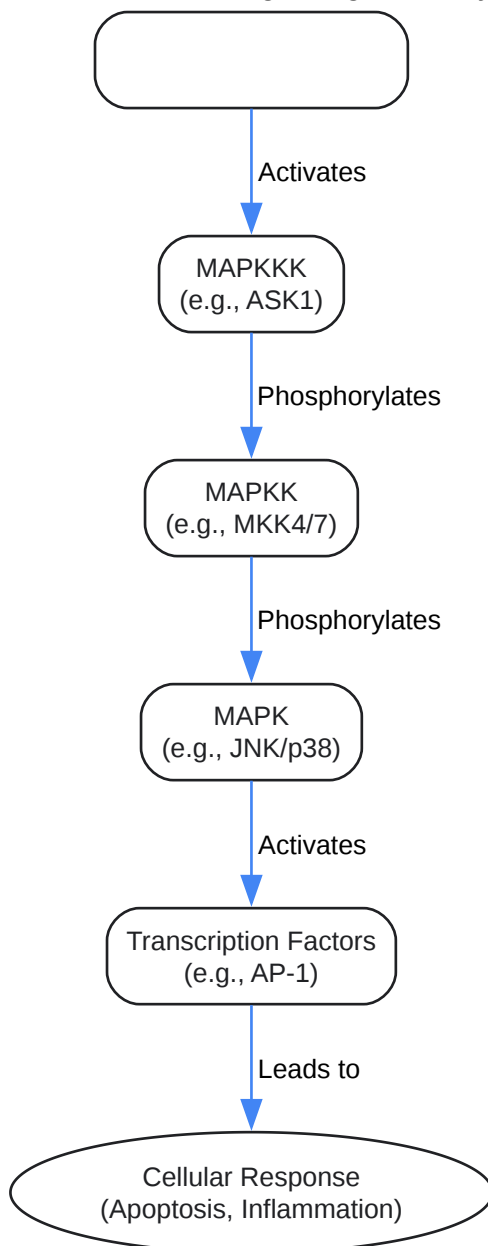 Activates
MAPKKK
(e.g., ASK1)
Phosphorylates
MAPKK
(e.g., MKK4/7)
Phosphorylates
MAPK
(e.g., JNK/p38)
Activates
Transcription Factors
(e.g., AP-1)
Leads to
Cellular Response
(Apoptosis, Inflammation)